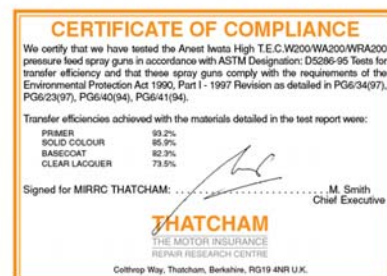 CERTIFICATE OF COMPLIANCE
We certify that we have tested the Anest Iwata High T.E.C.W200/WA200/WRA200
pressure feed spray guns in accordance with ASTM Designation: D5286-95 Tests for
transfer efficiency and that these spray guns comply with the requirements of the
Environmental Protection Act 1990, Part I - 1997 Revision as detailed in PG6/34(97),
PG6/23(97), PG6/40(94), PG6/41(94).
Transfer efficiencies achieved with the materials detailed in the test report were:
PRIMER 93.2%
SOLID COLOUR 85.9%
BASECOAT 82.3%
CLEAR LACQUER 73.5%
Signed for MIRRC THATCHAM: ........................ M. Smith
Chief Executive
THATCHAM
THE MOTOR INSURANCE
REPAIR RESEARCH CENTRE
Colthrop Way, Thatcham, Berkshire, RG19 4NR U.K.